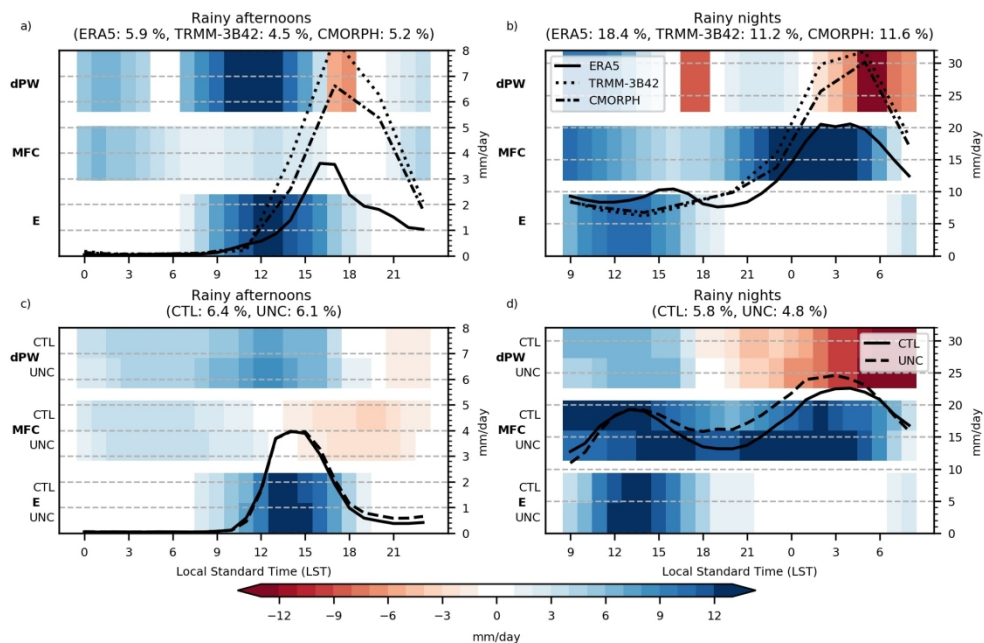 a)
Rainy afternoons
(ERA5: 5.9 %, TRMM-3B42: 4.5 %, CMORPH: 5.2 %)
dPW
MFC
E
8
7
6
5
4
3
2
1
0
mm/day
0 3 6 9 12 15 18 21
b)
Rainy nights
(ERA5: 18.4 %, TRMM-3B42: 11.2 %, CMORPH: 11.6 %)
ERA5
TRMM-3B42
CMORPH
dPW
MFC
E
30
25
20
15
10
5
0
mm/day
9 12 15 18 21 0 3 6
c)
Rainy afternoons
(CTL: 6.4 %, UNC: 6.1 %)
CTL
dPW
UNC
CTL
MFC
UNC
CTL
E
UNC
8
7
6
5
4
3
2
1
0
mm/day
0 3 6 9 12 15 18 21
Local Standard Time (LST)
d)
Rainy nights
(CTL: 5.8 %, UNC: 4.8 %)
CTL
UNC
CTL
dPW
UNC
CTL
MFC
UNC
CTL
E
UNC
30
25
20
15
10
5
0
mm/day
9 12 15 18 21 0 3 6
Local Standard Time (LST)
−12 −9 −6 −3 0 3 6 9 12
mm/day